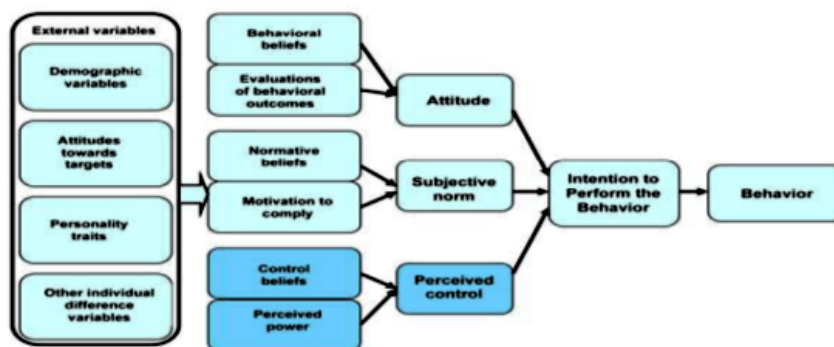 External variables
Demographic
variables
Attitudes
towards
targets
Personality
traits
Other individual
difference
variables
Behavioral
beliefs
Evaluations
of behavioral
outcomes
Normative
beliefs
Motivation to
comply
Control
beliefs
Perceived
power
Attitude
Subjective
norm
Perceived
control
Intention to
Perform the
Behavior
Behavior